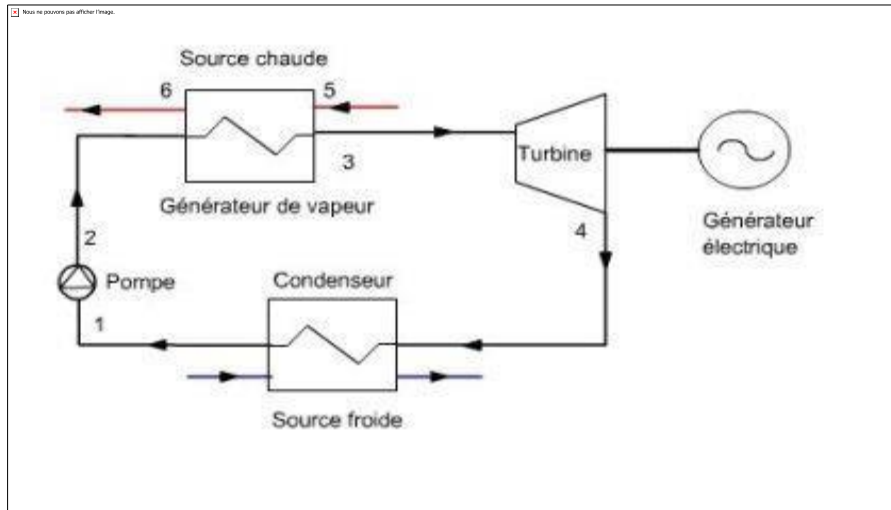 Nous ne pouvons pas afficher l'image.
Source chaude
6
5
3
Turbine
Générateur de vapeur
4
Générateur
électrique
2
Pompe
Condenseur
1
Source froide